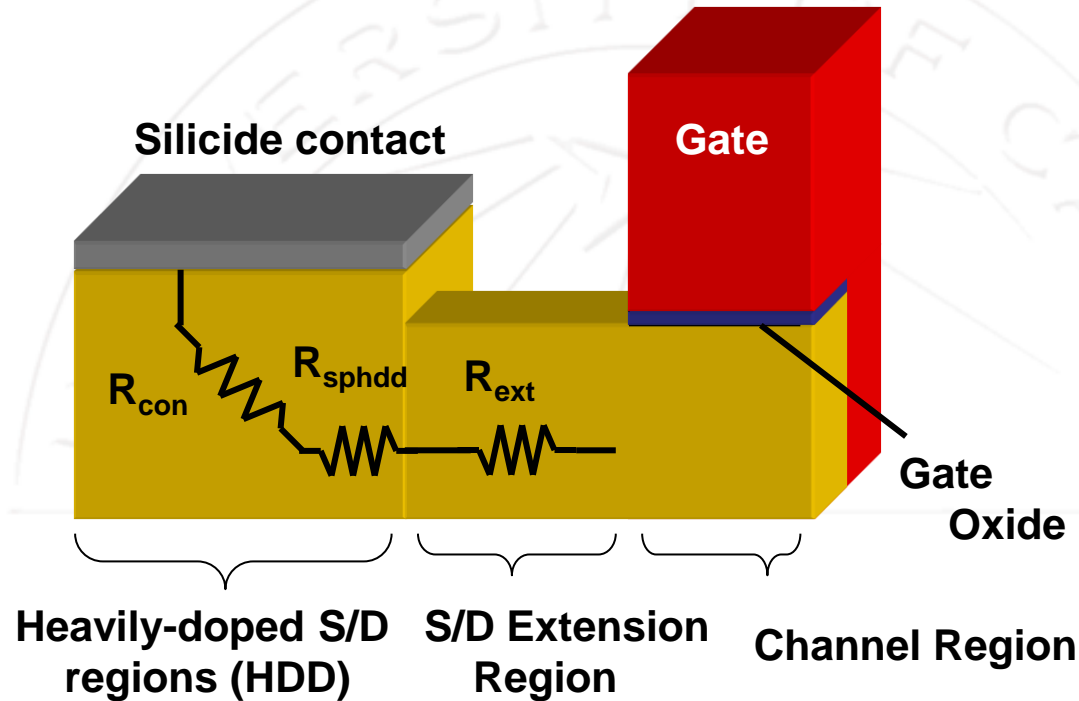 Silicide contact
Gate
R_con
R_sphdd
R_ext
Gate
Oxide
Heavily-doped S/D
regions (HDD)
S/D Extension
Region
Channel Region